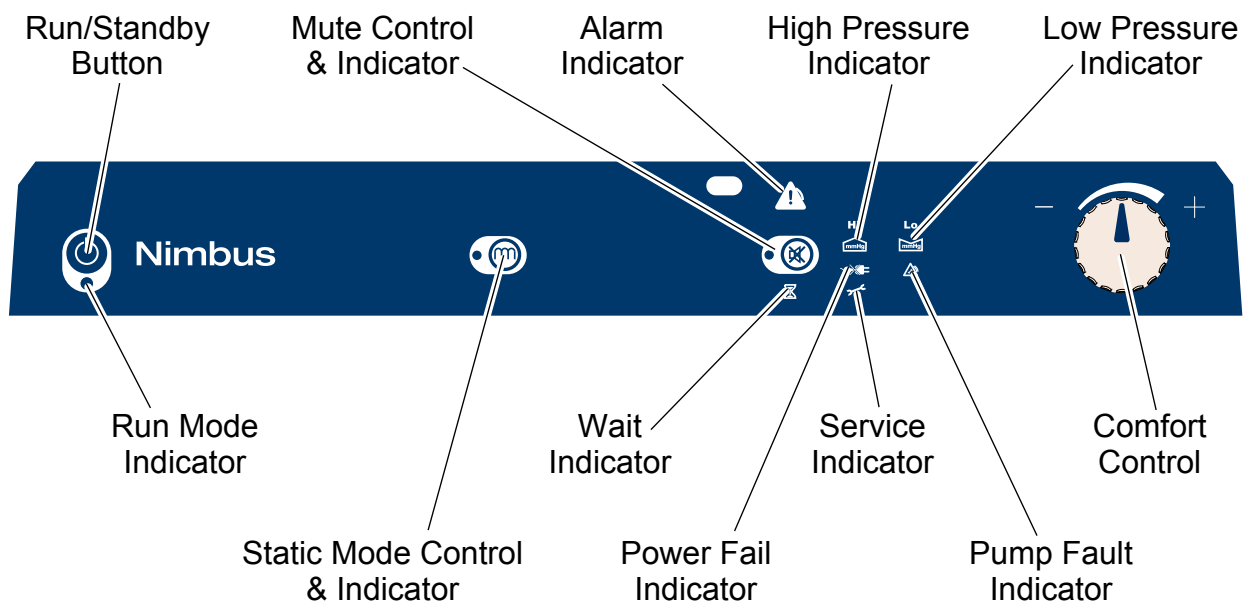 Run/Standby
Button
Mute Control
& Indicator
Alarm
Indicator
High Pressure
Indicator
Low Pressure
Indicator
Nimbus
Hi
mmHg
Lo
mmHg
Run Mode
Indicator
Wait
Indicator
Service
Indicator
Comfort
Control
Static Mode Control
& Indicator
Power Fail
Indicator
Pump Fault
Indicator